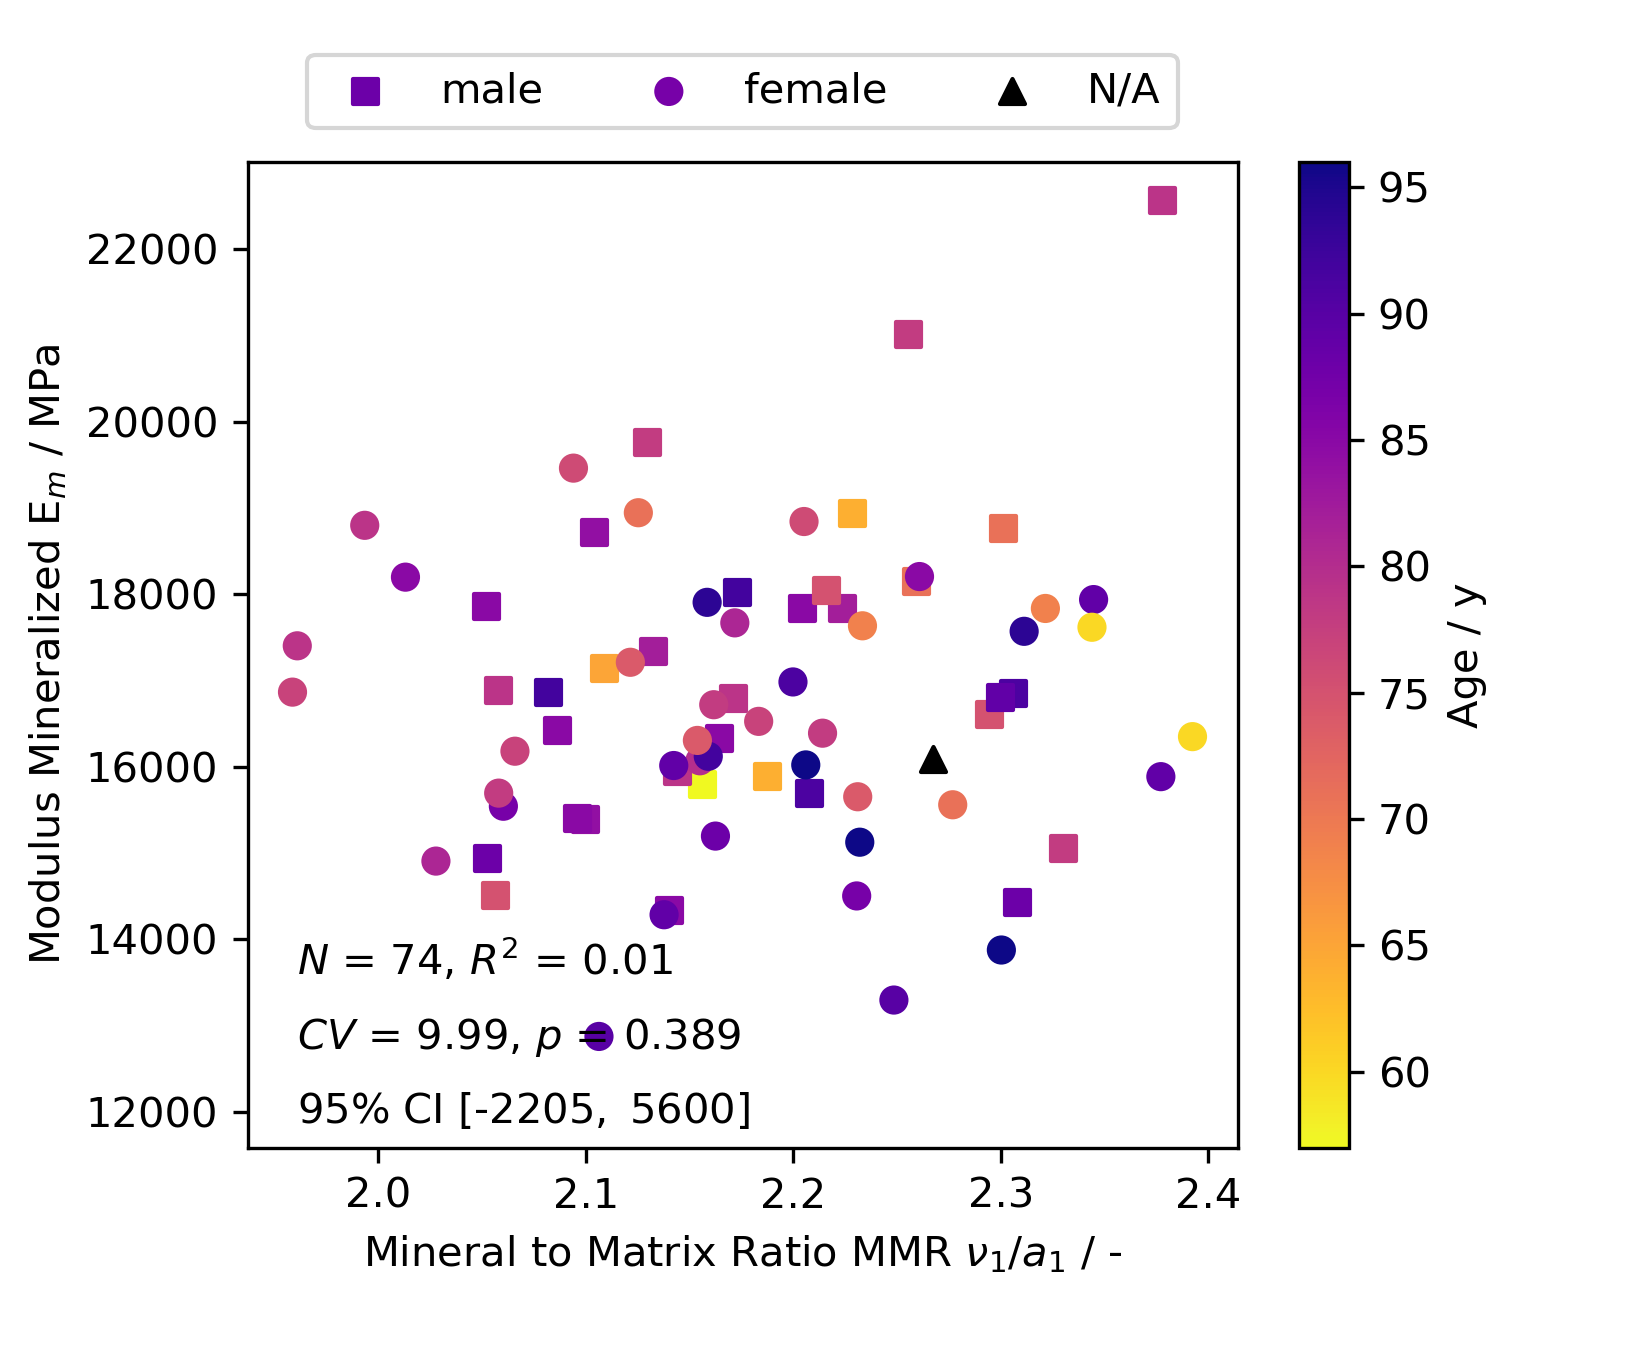 male female N/A
22000
20000
18000
16000
14000
12000
Modulus Mineralized Eₘ / MPa
N = 74, R² = 0.01
CV = 9.99, p = 0.389
95% CI [-2205, 5600]
2.0 2.1 2.2 2.3 2.4
Mineral to Matrix Ratio MMR ν₁/a₁ / -
95
90
85
80
75
70
65
60
Age / y